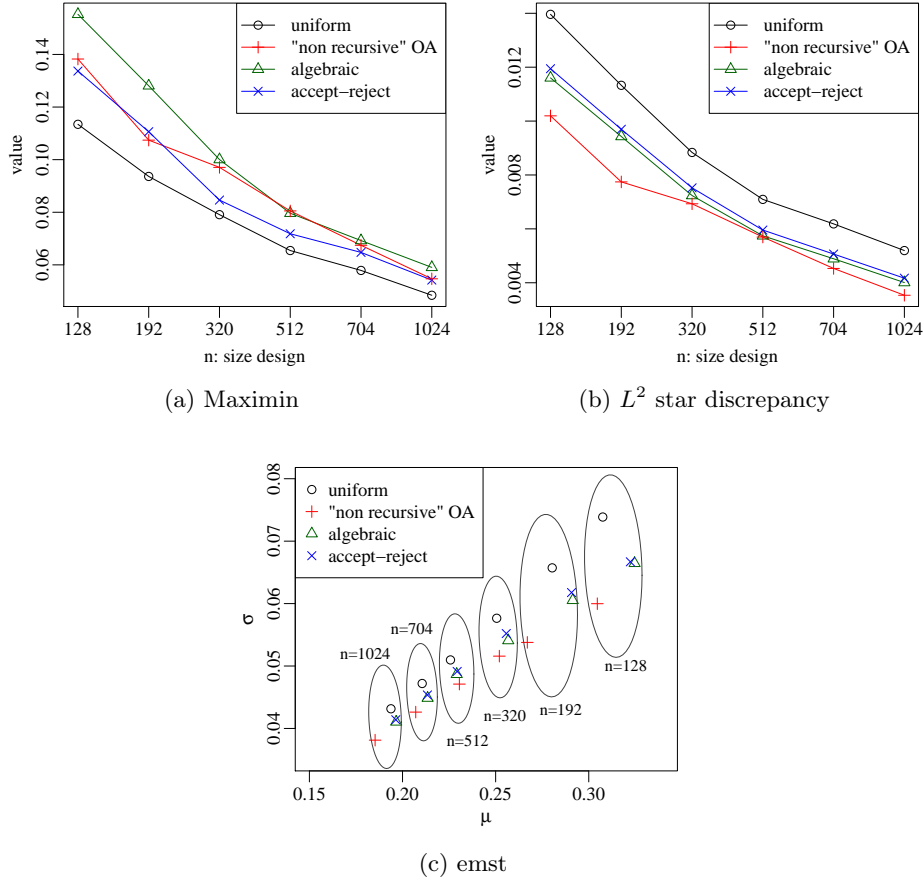 uniform
"non recursive" OA
algebraic
accept−reject
0.06 0.08 0.10 0.12 0.14
value
128 192 320 512 704 1024
n: size design
(a) Maximin
uniform
"non recursive" OA
algebraic
accept−reject
0.004 0.008 0.012
value
128 192 320 512 704 1024
n: size design
(b) L² star discrepancy
uniform
"non recursive" OA
algebraic
accept−reject
0.04 0.05 0.06 0.07 0.08
σ
n=1024
n=704
n=512
n=320
n=192
n=128
0.15 0.20 0.25 0.30
μ
(c) emst